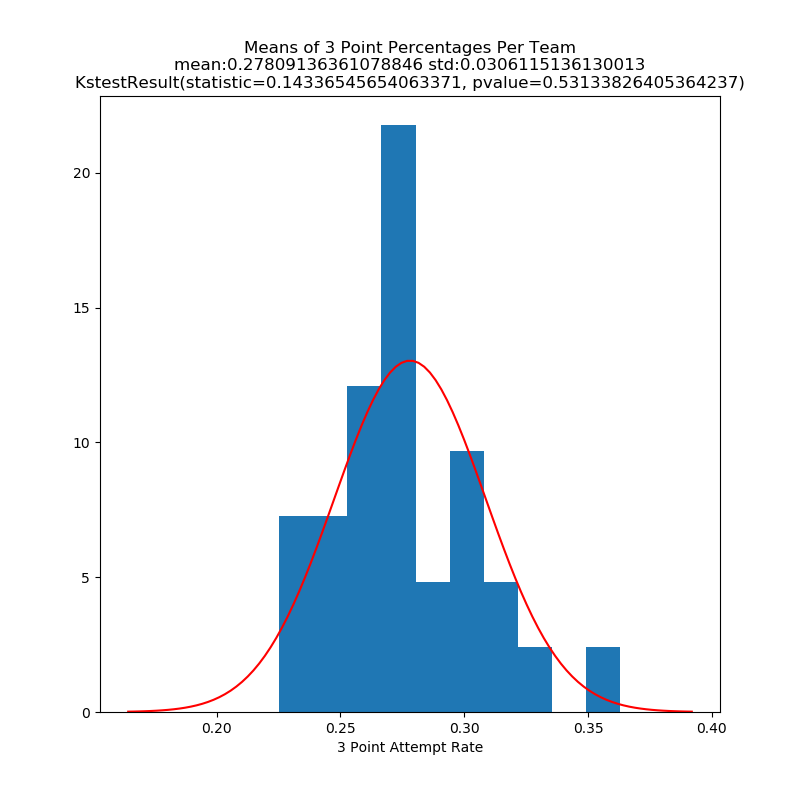 Means of 3 Point Percentages Per Team
mean:0.27809136361078846 std:0.0306115136130013
KstestResult(statistic=0.14336545654063371, pvalue=0.53133826405364237)
20
15
10
5
0
0.20 0.25 0.30 0.35 0.40
3 Point Attempt Rate